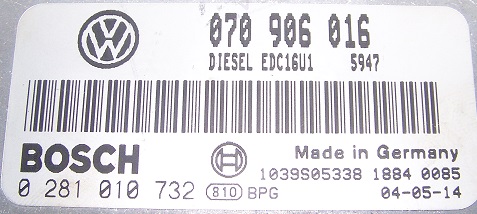 070 906 016
DIESEL EDC16U1 5947
BOSCH
Made in Germany
1039S05338 1884 0085
0 281 010 732 810 BPG 04-05-14